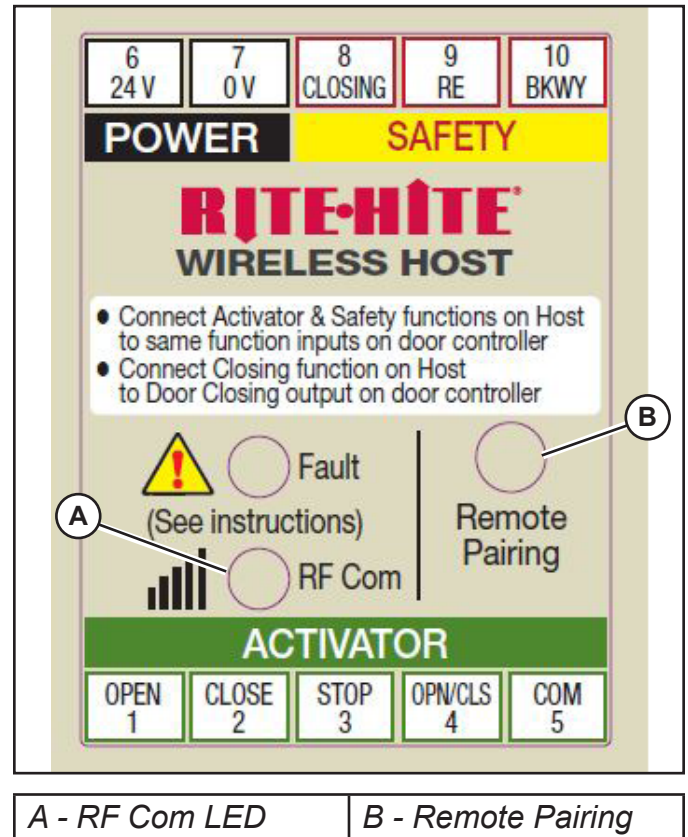 6 7 8 9 10
24 V 0 V CLOSING RE BKWY
POWER SAFETY
RITE•HITE®
WIRELESS HOST
• Connect Activator & Safety functions on Host
to same function inputs on door controller
• Connect Closing function on Host
to Door Closing output on door controller
B
! Fault
A
(See instructions)
RF Com
Remote
Pairing
ACTIVATOR
OPEN CLOSE STOP OPN/CLS COM
1 2 3 4 5
A - RF Com LED B - Remote Pairing